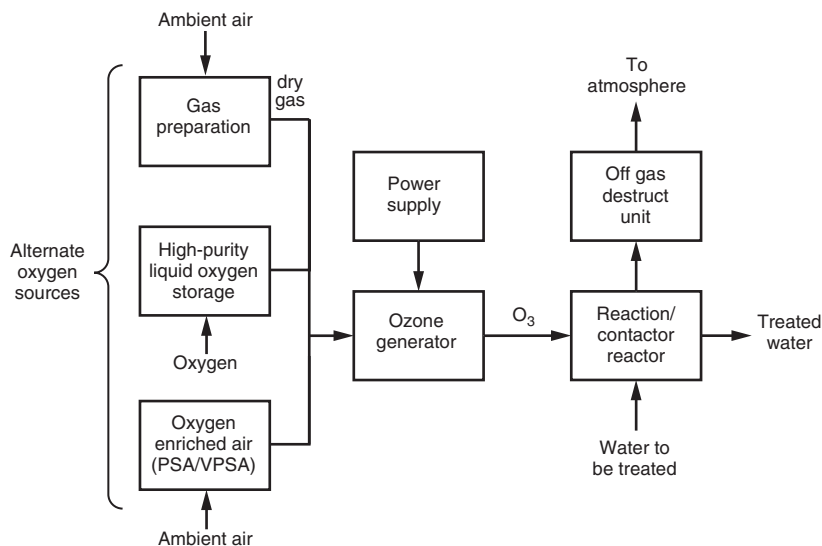 Ambient air
dry
gas
Gas
preparation
Alternate
oxygen
sources
High-purity
liquid oxygen
storage
Oxygen
Oxygen
enriched air
(PSA/VPSA)
Ambient air
Power
supply
Ozone
generator
O₃
To
atmosphere
Off gas
destruct
unit
Reaction/
contactor
reactor
Treated
water
Water to
be treated